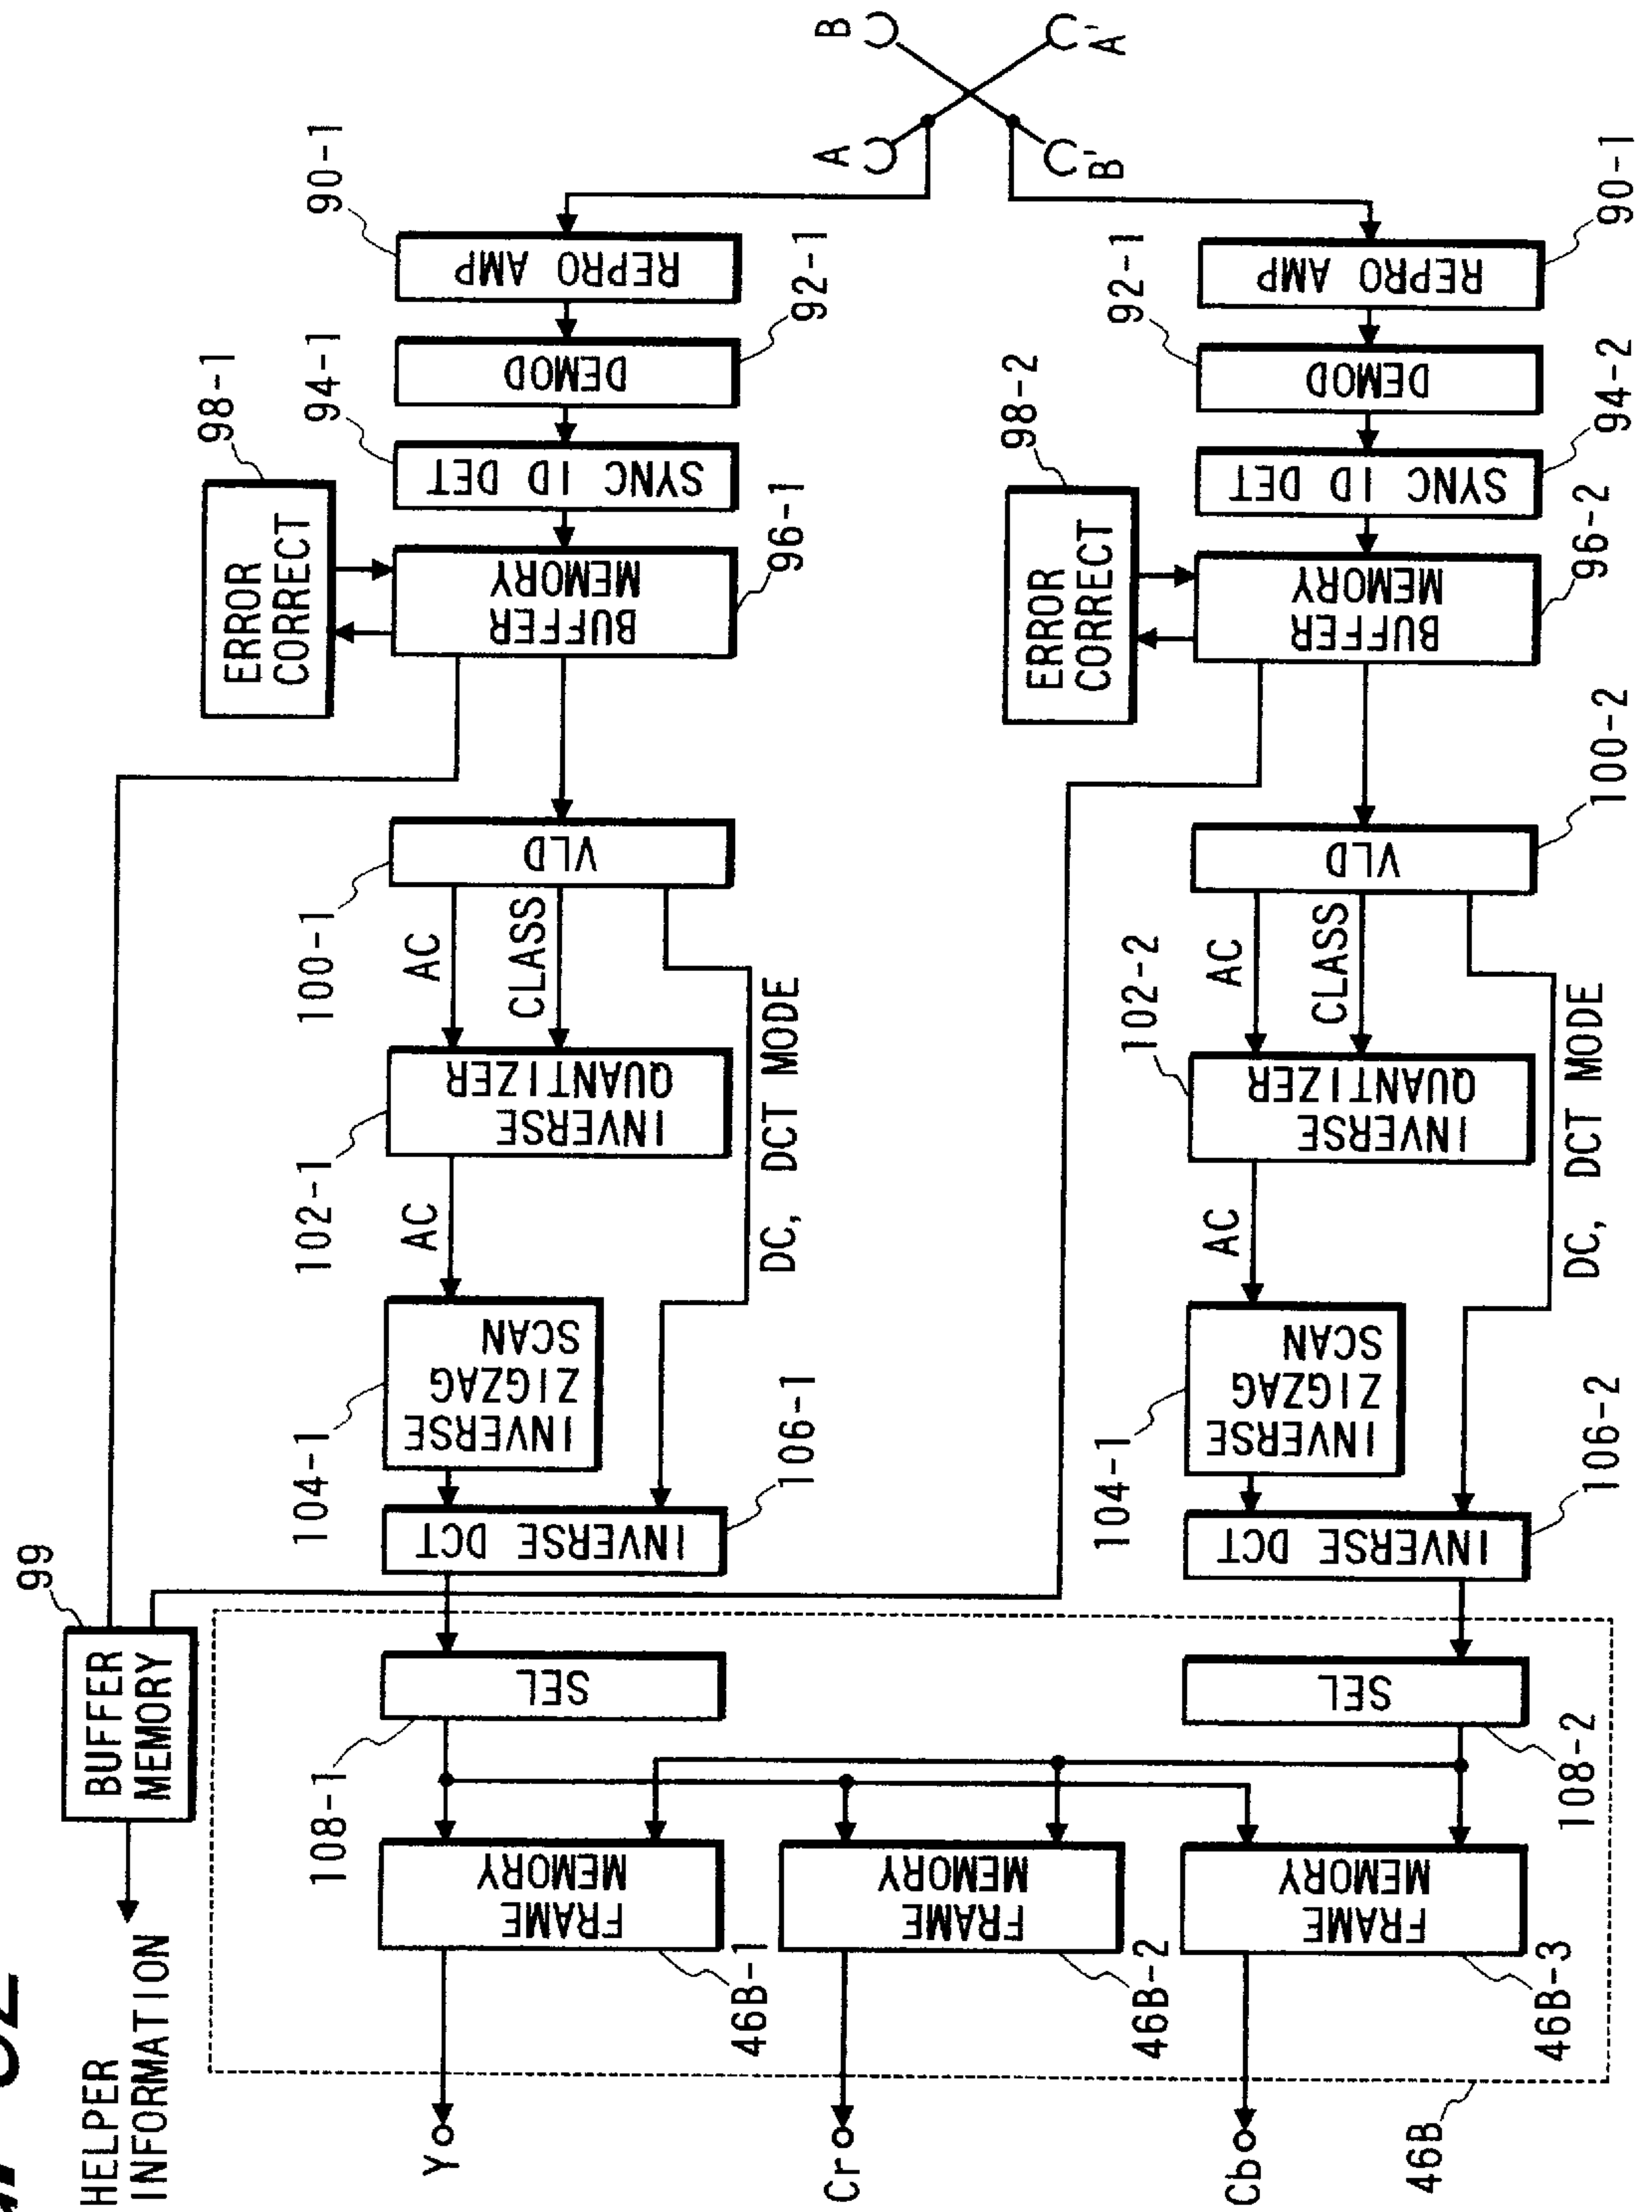 HELPER
INFORMATION
BUFFER
MEMORY
99
Y
Cr
Cb
46B
FRAME
MEMORY
46B-1
FRAME
MEMORY
46B-2
FRAME
MEMORY
46B-3
SEL
108-1
SEL
108-2
INVERSE DCT
106-1
INVERSE
ZIGZAG
SCAN
104-1
AC
DC, DCT MODE
INVERSE
QUANTIZER
102-1
AC
CLASS
VLD
100-1
BUFFER
MEMORY
96-1
ERROR
CORRECT
98-1
SYNC ID DET
94-1
DEMOD
92-1
REPRO AMP
90-1
INVERSE DCT
106-2
INVERSE
ZIGZAG
SCAN
104-1
AC
DC, DCT MODE
INVERSE
QUANTIZER
102-2
AC
CLASS
VLD
100-2
BUFFER
MEMORY
96-2
ERROR
CORRECT
98-2
SYNC ID DET
94-2
DEMOD
92-1
REPRO AMP
90-1
A
B
B'
A'